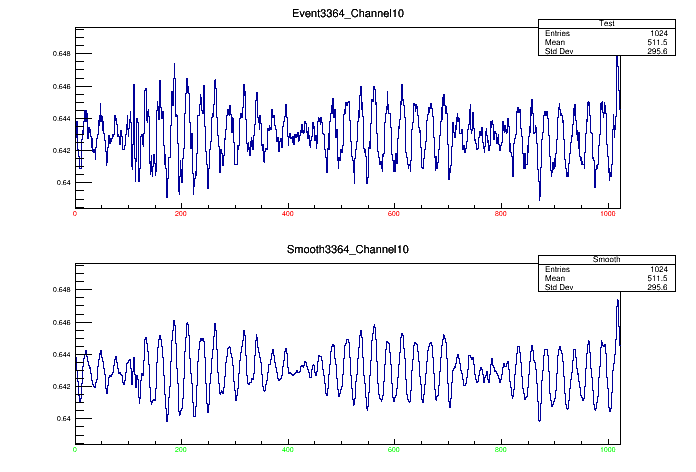 Event3364_Channel10
Test
Entries 1024
Mean 511.5
Std Dev 295.6
0.648
0.646
0.644
0.642
0.64
0 200 400 600 800 1000
Smooth3364_Channel10
Smooth
Entries 1024
Mean 511.5
Std Dev 295.6
0.648
0.646
0.644
0.642
0.64
0 200 400 600 800 1000